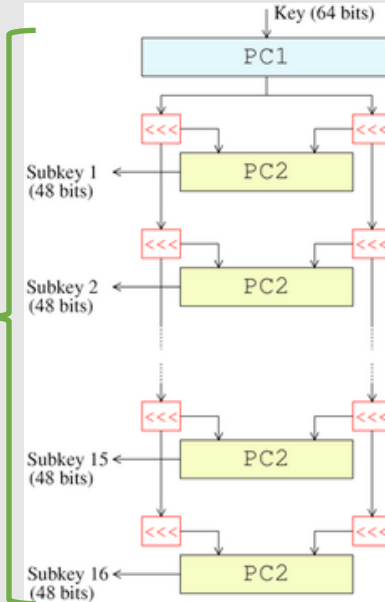 Key (64 bits)
PC1
<<< <<<
Subkey 1
(48 bits)
PC2
<<< <<<
Subkey 2
(48 bits)
PC2
<<< <<<
Subkey 15
(48 bits)
PC2
<<< <<<
Subkey 16
(48 bits)
PC2